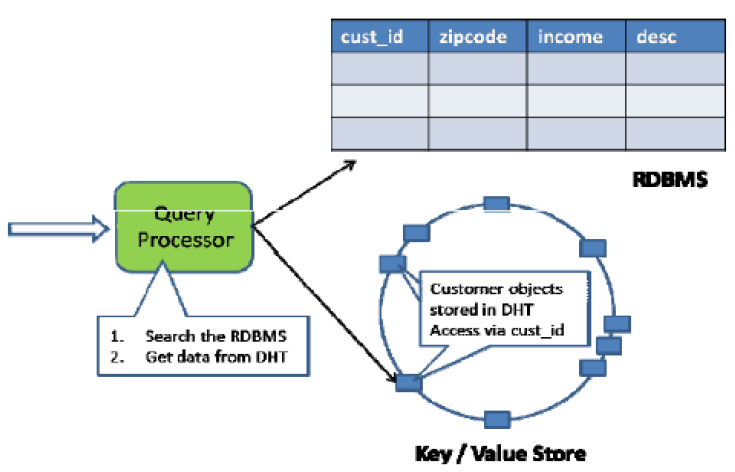 cust_id zipcode income desc
RDBMS
Query
Processor
1. Search the RDBMS
2. Get data from DHT
Customer objects
stored in DHT
Access via cust_id
Key / Value Store